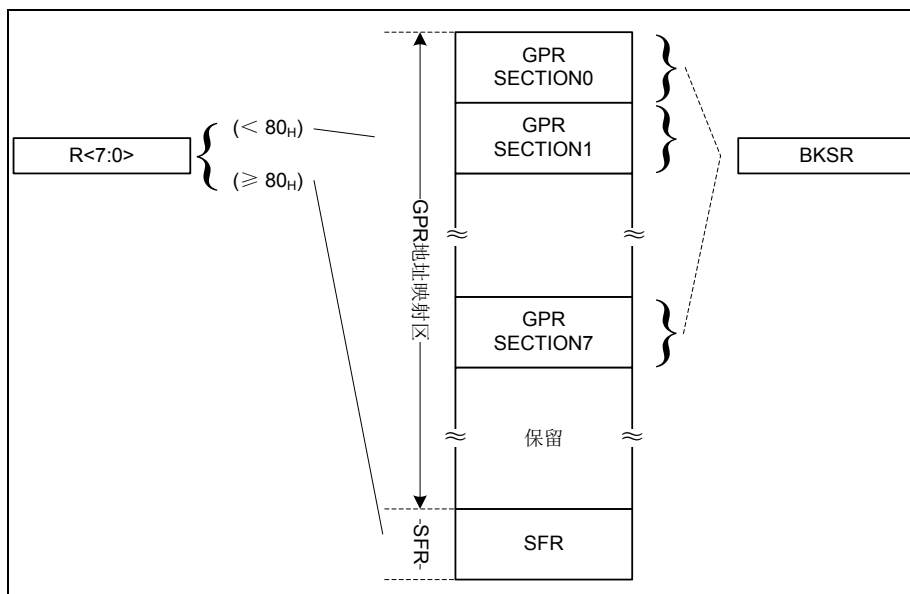 GPR
SECTION0
(< 80H)
R<7:0>
(≥ 80H)
GPR
SECTION1
BKSR
GPR地址映射区
GPR
SECTION7
保留
-SFR-
SFR